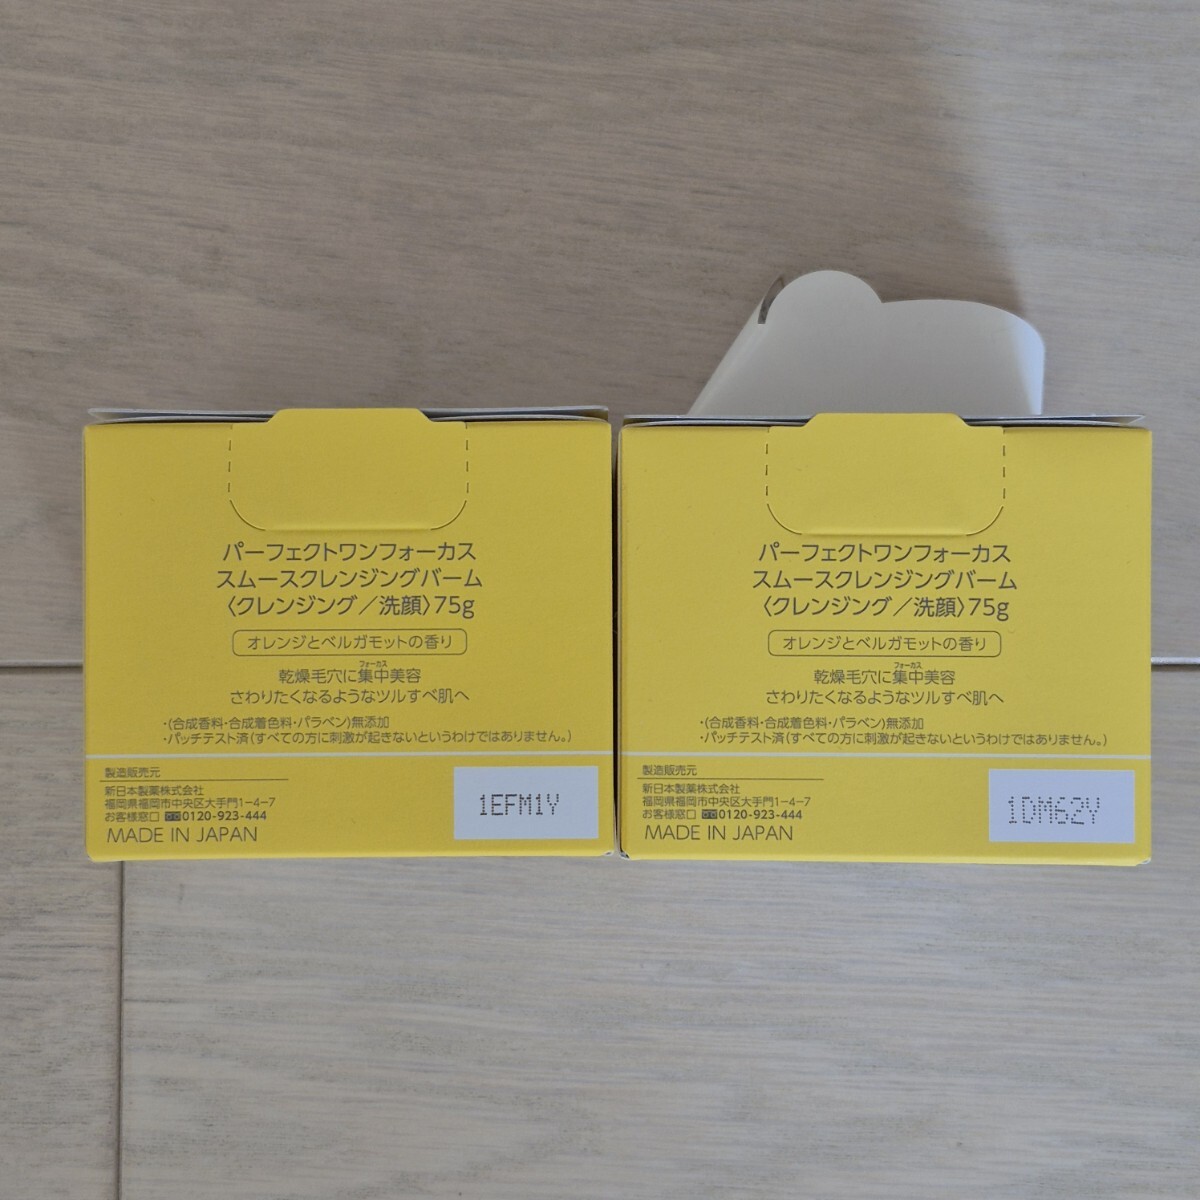 パーフェクトワンフォーカス
スムースクレンジングバーム
〈クレンジング／洗顔〉75g
オレンジとベルガモットの香り
フォーカス
乾燥毛穴に集中美容
さわりたくなるようなツルすべ肌へ
・(合成香料・合成着色料・パラベン)無添加
・パッチテスト済(すべての方に刺激が起きないというわけではありません。)
製造販売元
新日本製薬株式会社
福岡県福岡市中央区大手門1-4-7
お客様窓口 0120-923-444
MADE IN JAPAN
1EFM1Y
パーフェクトワンフォーカス
スムースクレンジングバーム
〈クレンジング／洗顔〉75g
オレンジとベルガモットの香り
フォーカス
乾燥毛穴に集中美容
さわりたくなるようなツルすべ肌へ
・(合成香料・合成着色料・パラベン)無添加
・パッチテスト済(すべての方に刺激が起きないというわけではありません。)
製造販売元
新日本製薬株式会社
福岡県福岡市中央区大手門1-4-7
お客様窓口 0120-923-444
MADE IN JAPAN
1DM62Y